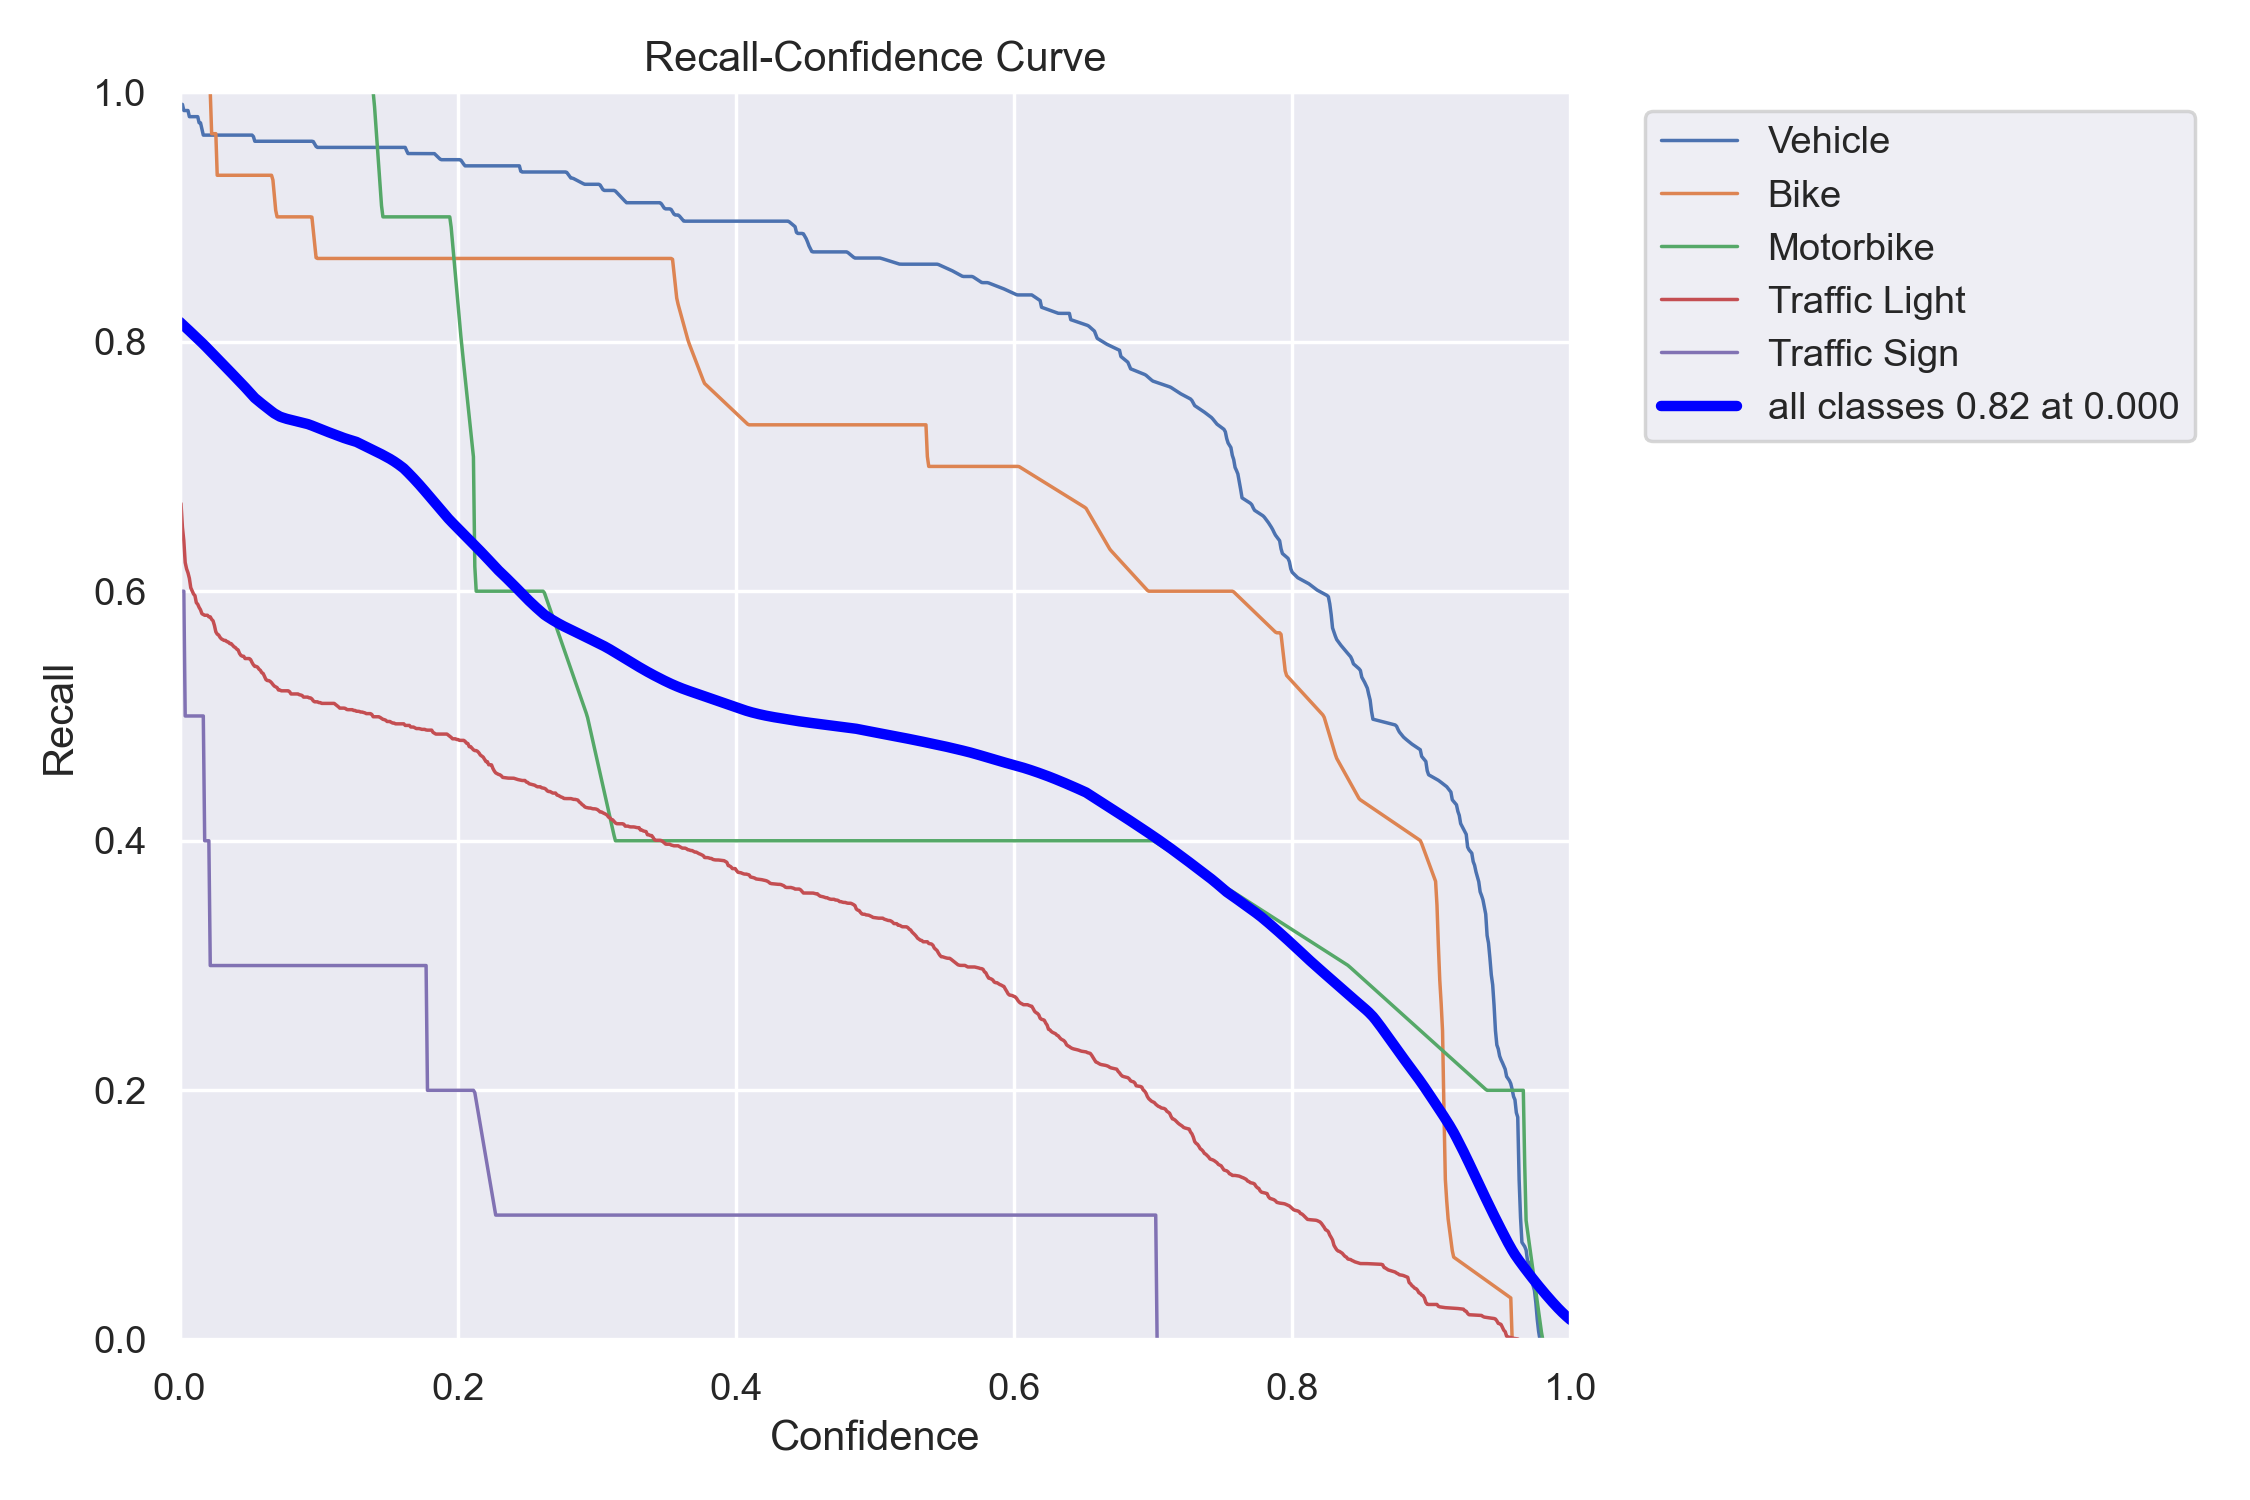 Recall-Confidence Curve
1.0
0.8
0.6
0.4
0.2
0.0
Recall
0.0 0.2 0.4 0.6 0.8 1.0
Confidence
Vehicle
Bike
Motorbike
Traffic Light
Traffic Sign
all classes 0.82 at 0.000